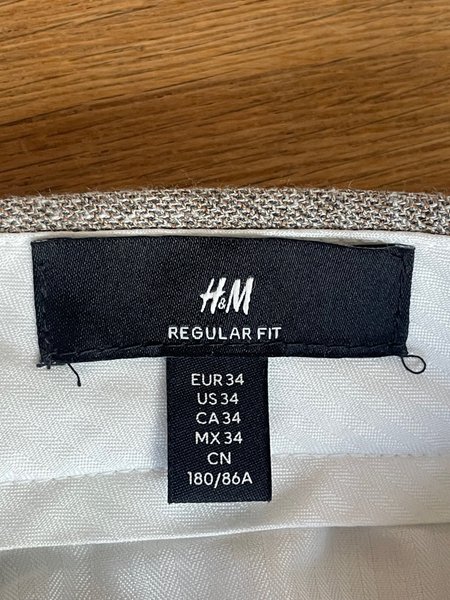 H&M
REGULAR FIT
EUR 34
US 34
CA 34
MX 34
CN
180/86A